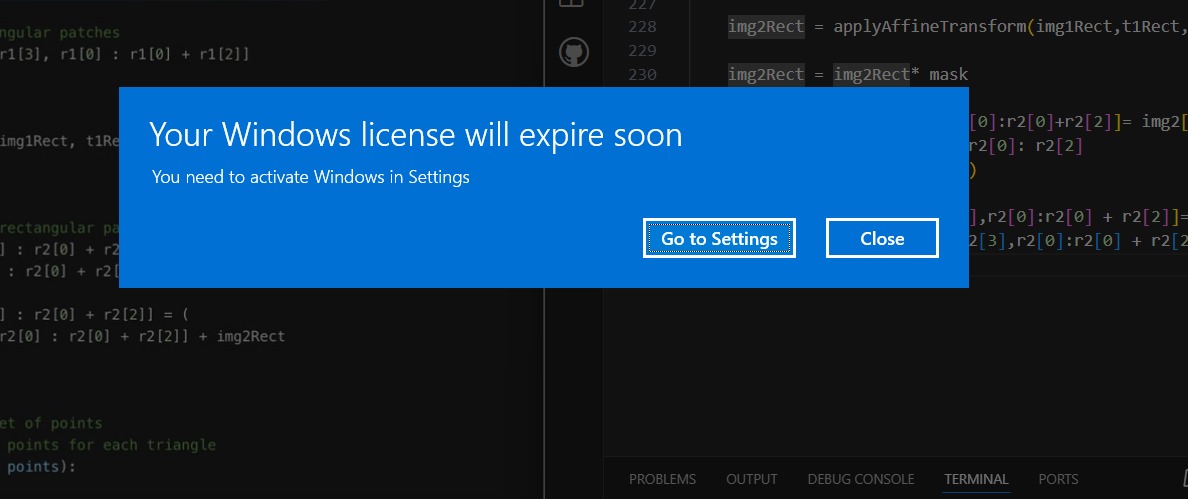 ngular patches
r1[3], r1[0] : r1[0] + r1[2]]
img1Rect, t1Re
rectangular pa
] : r2[0] + r2
: r2[0] + r2[
] : r2[0] + r2[2]] = (
r2[0] : r2[0] + r2[2]] + img2Rect
et of points
points for each triangle
points):
Your Windows license will expire soon
You need to activate Windows in Settings
Go to Settings
Close
227
228 img2Rect = applyAffineTransform(img1Rect,t1Rect,
229
230 img2Rect = img2Rect* mask
[0]:r2[0]+r2[2]]= img2[
r2[0]: r2[2]
)
],r2[0]:r2[0] + r2[2]]=
2[3],r2[0]:r2[0] + r2[2
PROBLEMS OUTPUT DEBUG CONSOLE TERMINAL PORTS